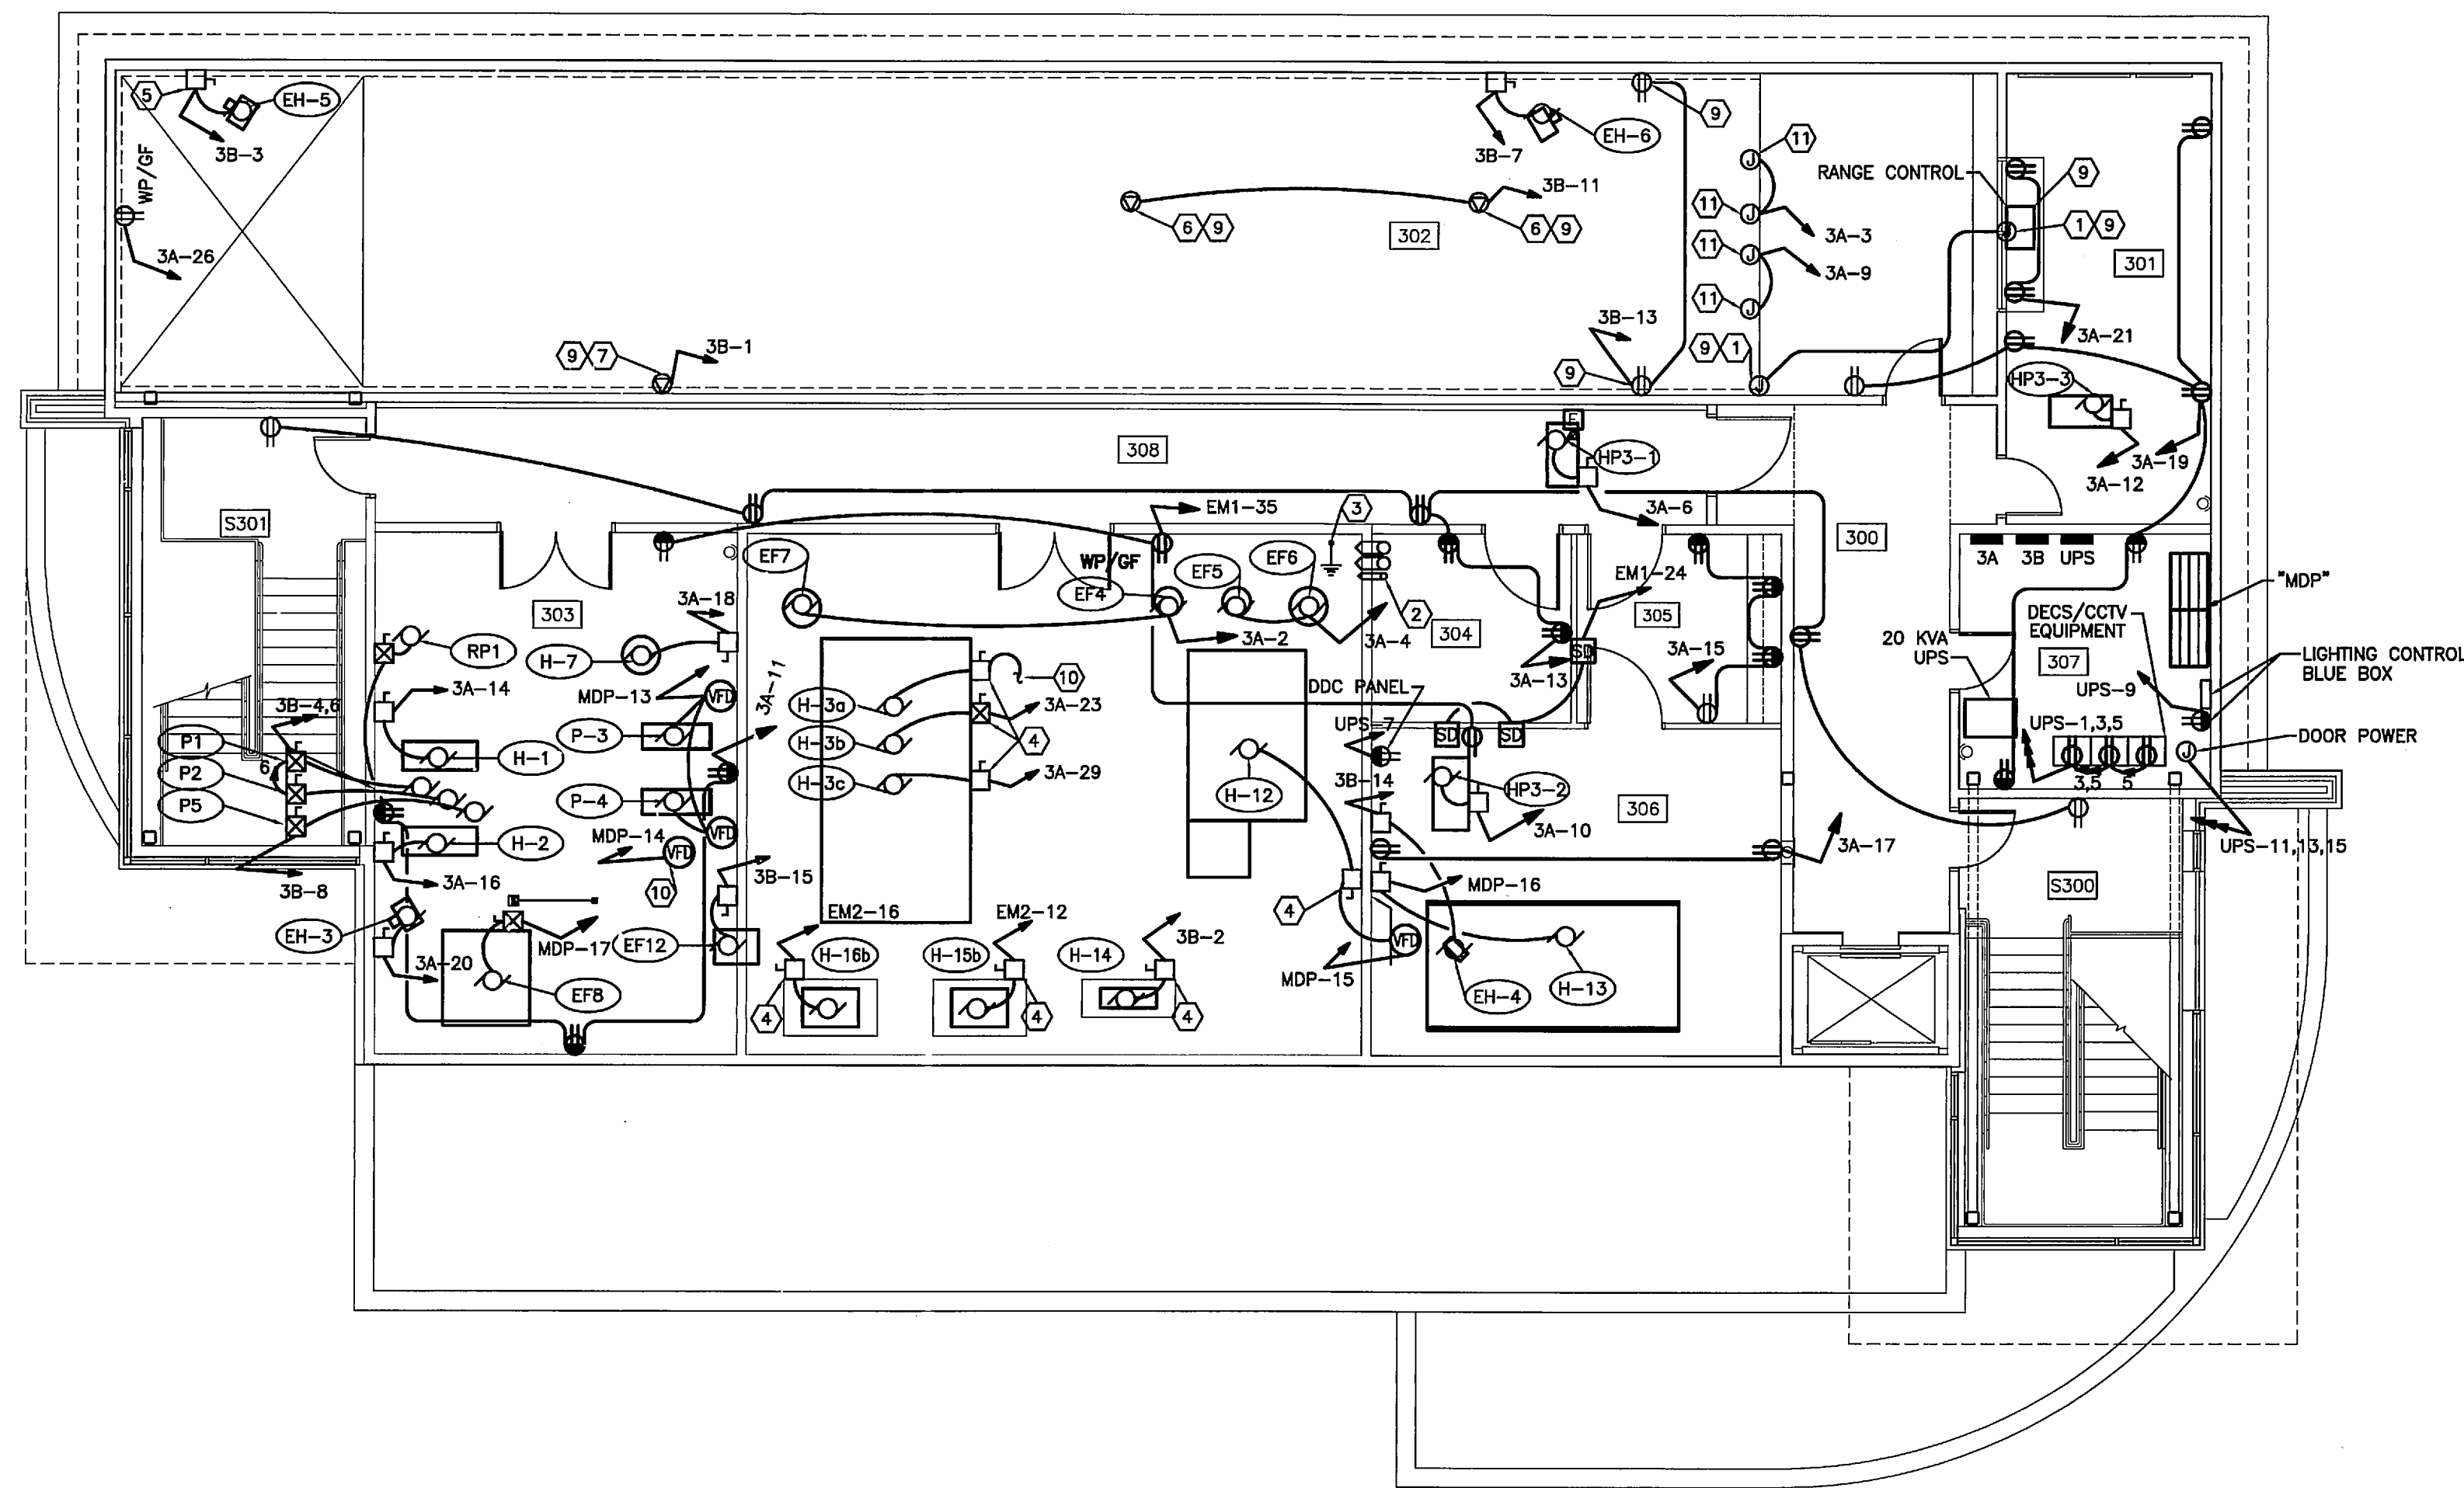 5
EH-5
3B-3
WP/GF
3A-26
3B-7
EH-6
9
11
RANGE CONTROL
9
3B-11
6 9
6 9
302
11
3A-3
1 9
11
3A-9
301
11
3B-13
9 7
3B-1
9 1
3A-21
9
HP3-3
308
E
HP3-1
3A-19
3A-12
S301
EM1-35
3
3A-6
300
EF7
WP/GF
EF5
EF6
3A
3B
UPS
EM1-24
"MDP"
303
3A-18
EF4
2
305
DECS/CCTV
EQUIPMENT
RP1
H-7
3A-2
3A-4
304
20 KVA
UPS
307
LIGHTING CONTROL
BLUE BOX
SD
3A-15
3A-14
MDP-13
VFD
3A-11
10
DDC PANEL
3A-13
UPS-9
3B-4,6
H-3a
3A-23
P1
P-3
H-3b
4
UPS-7
SD
SD
UPS-1,3,5
J
DOOR POWER
6
P2
H-1
H-3c
3A-29
3B-14
HP3-2
3,5
5
P5
P-4
H-12
306
VFD
MDP-14
VFD
3A-10
H-2
3A-17
UPS-11,13,15
3B-8
3A-16
10
3B-15
MDP-16
S300
EM2-16
EM2-12
4
EH-3
MDP-17
EF12
3B-2
VFD
3A-20
H-16b
H-15b
H-14
MDP-15
EF8
EH-4
H-13
4
4
4